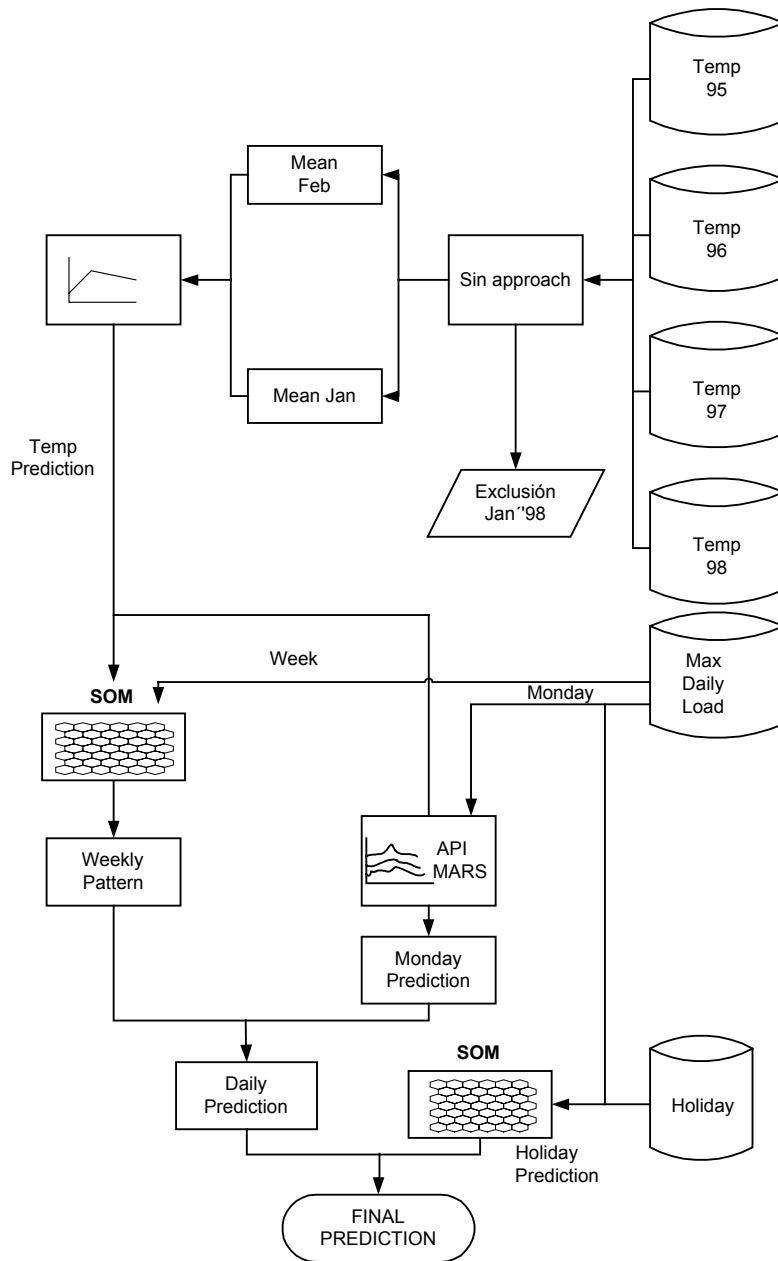 Temp
95
Mean
Feb
Temp
96
Sin approach
Mean Jan
Temp
97
Temp
Prediction
Exclusión
Jan´'98
Temp
98
Week
Max
Daily
Load
SOM
Monday
API
MARS
Weekly
Pattern
Monday
Prediction
SOM
Daily
Prediction
Holiday
Holiday
Prediction
FINAL
PREDICTION